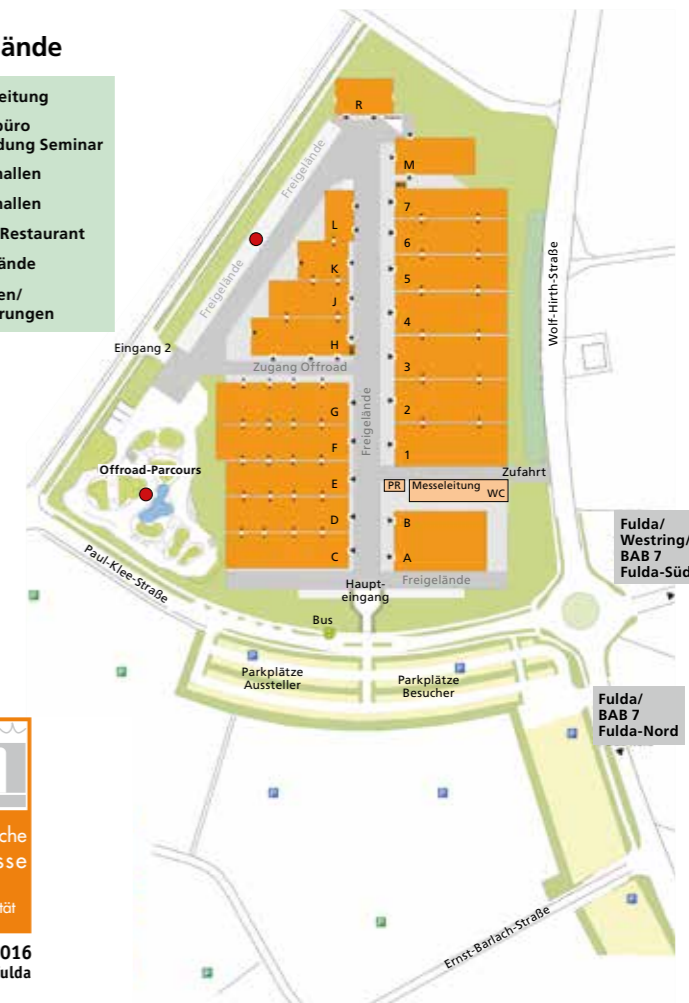 ände
eitung
büro
dung Seminar
hallen
hallen
Restaurant
ände
en/
rungen
R
M
7
6
5
4
3
2
1
L
K
J
H
G
F
E
D
C
B
A
Freigelände
Freigelände
Freigelände
Freigelände
Zugang Offroad
Eingang 2
Offroad-Parcours
Paul-Klee-Straße
Wolf-Hirth-Straße
Zufahrt
PR
Messeleitung
WC
Haupt-
eingang
Bus
Parkplätze
Aussteller
Parkplätze
Besucher
Fulda/
Westring/
BAB 7
Fulda-Süd
Fulda/
BAB 7
Fulda-Nord
Ernst-Barlach-Straße
P
P
P
P
P
P
P
P
P
P
che
sse
tät
016
ulda